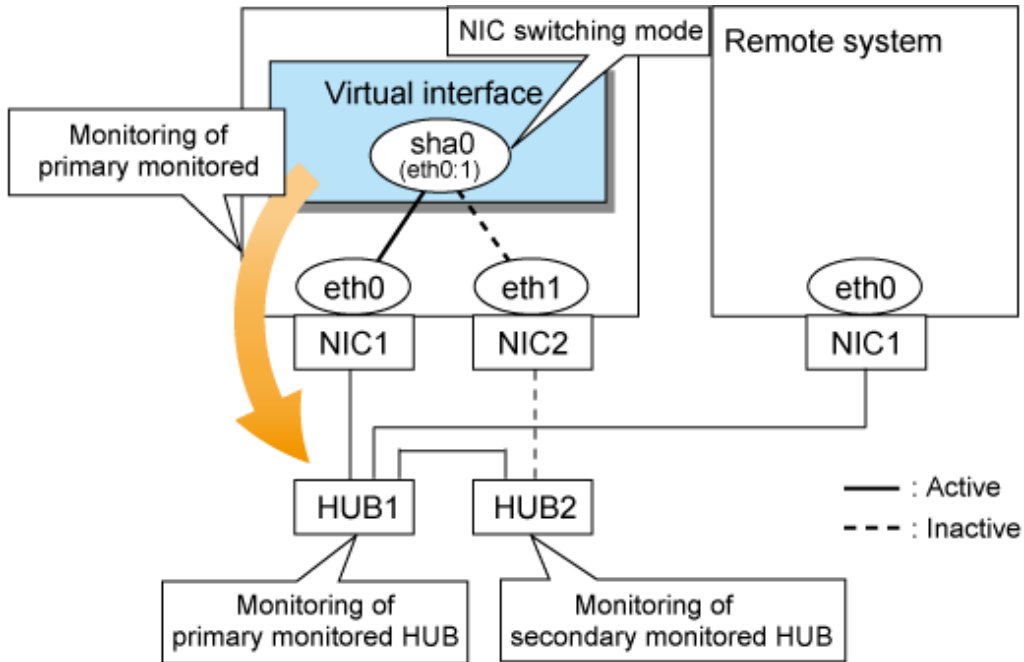 NIC switching mode
Remote system
Virtual interface
Monitoring of
primary monitored
sha0
(eth0:1)
eth0
eth1
eth0
NIC1
NIC2
NIC1
HUB1
HUB2
: Active
: Inactive
Monitoring of
primary monitored HUB
Monitoring of
secondary monitored HUB